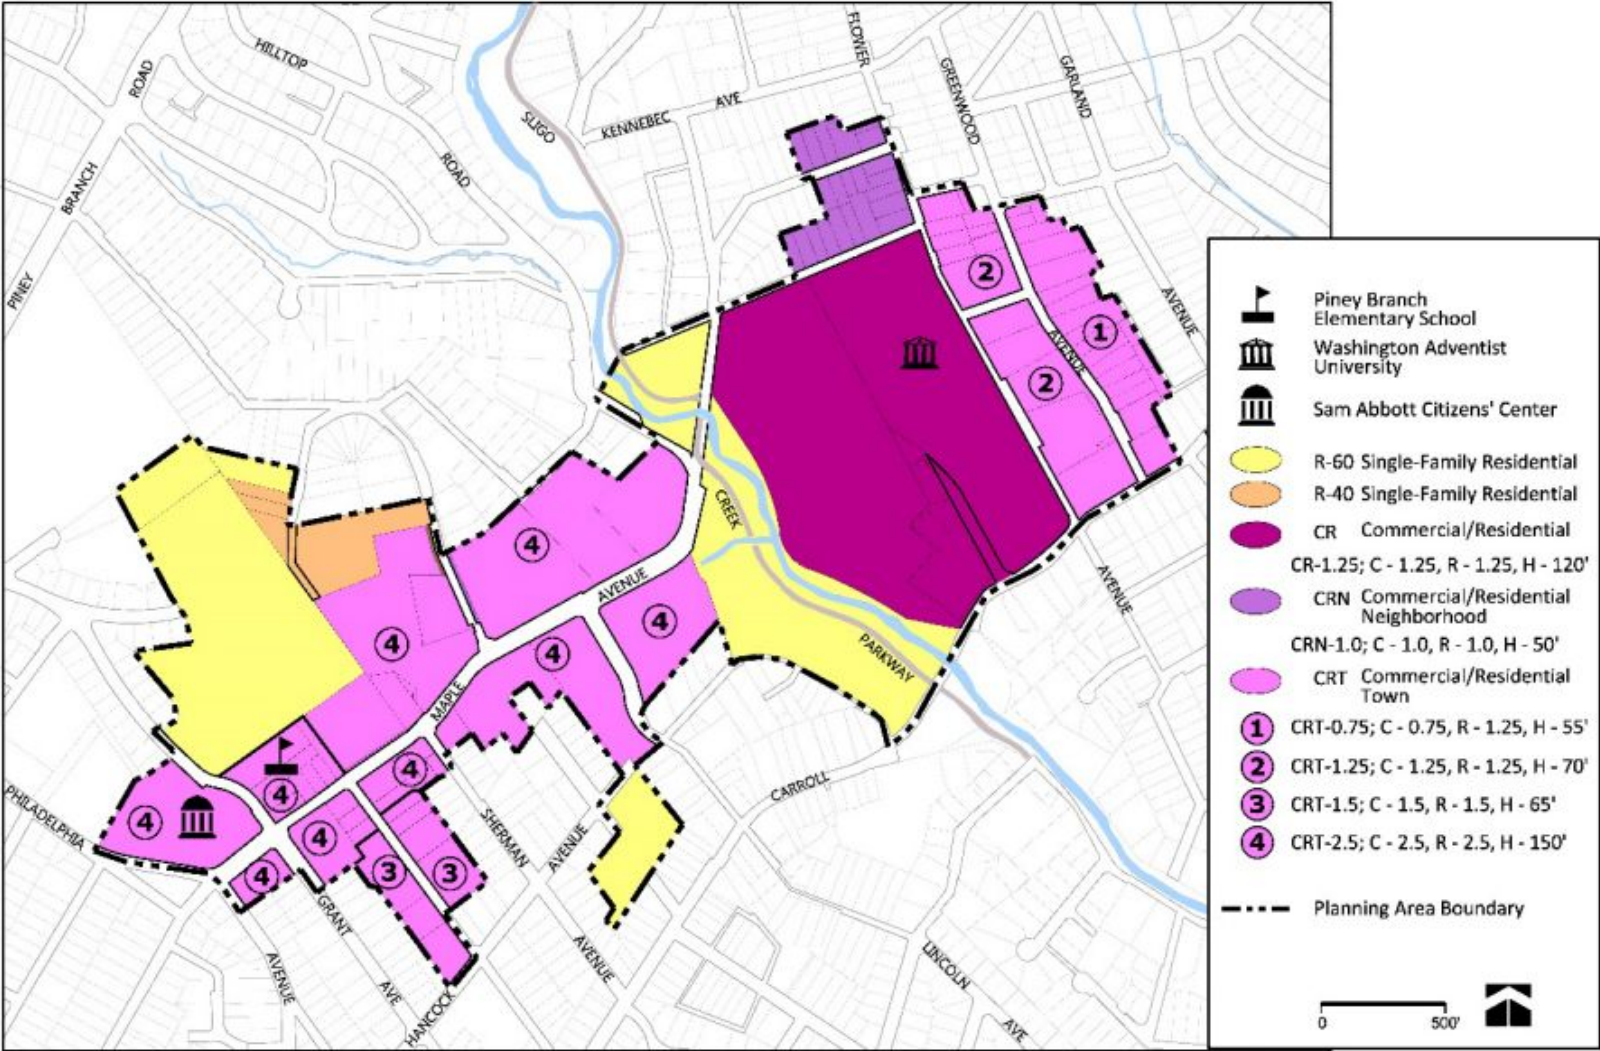 HILLTOP
ROAD
ROAD
BRANCH
PINEY
SLIGO
KENNEBEC
AVE
FLOWER
GREENWOOD
GARLAND
AVENUE
AVENUE
2
1
2
4
CREEK
AVENUE
4
4
4
PARKWAY
AVENUE
MAPLE
4
4
4
4
4
3
3
PHILADELPHIA
CARROLL
SHERMAN
AVENUE
GRANT
AVENUE
AVE
HANCOCK
AVENUE
LINCOLN
AVE
Piney Branch
Elementary School
Washington Adventist
University
Sam Abbott Citizens' Center
R-60 Single-Family Residential
R-40 Single-Family Residential
CR Commercial/Residential
CR-1.25; C - 1.25, R - 1.25, H - 120'
CRN Commercial/Residential
Neighborhood
CRN-1.0; C - 1.0, R - 1.0, H - 50'
CRT Commercial/Residential
Town
1 CRT-0.75; C - 0.75, R - 1.25, H - 55'
2 CRT-1.25; C - 1.25, R - 1.25, H - 70'
3 CRT-1.5; C - 1.5, R - 1.5, H - 65'
4 CRT-2.5; C - 2.5, R - 2.5, H - 150'
Planning Area Boundary
0 500'